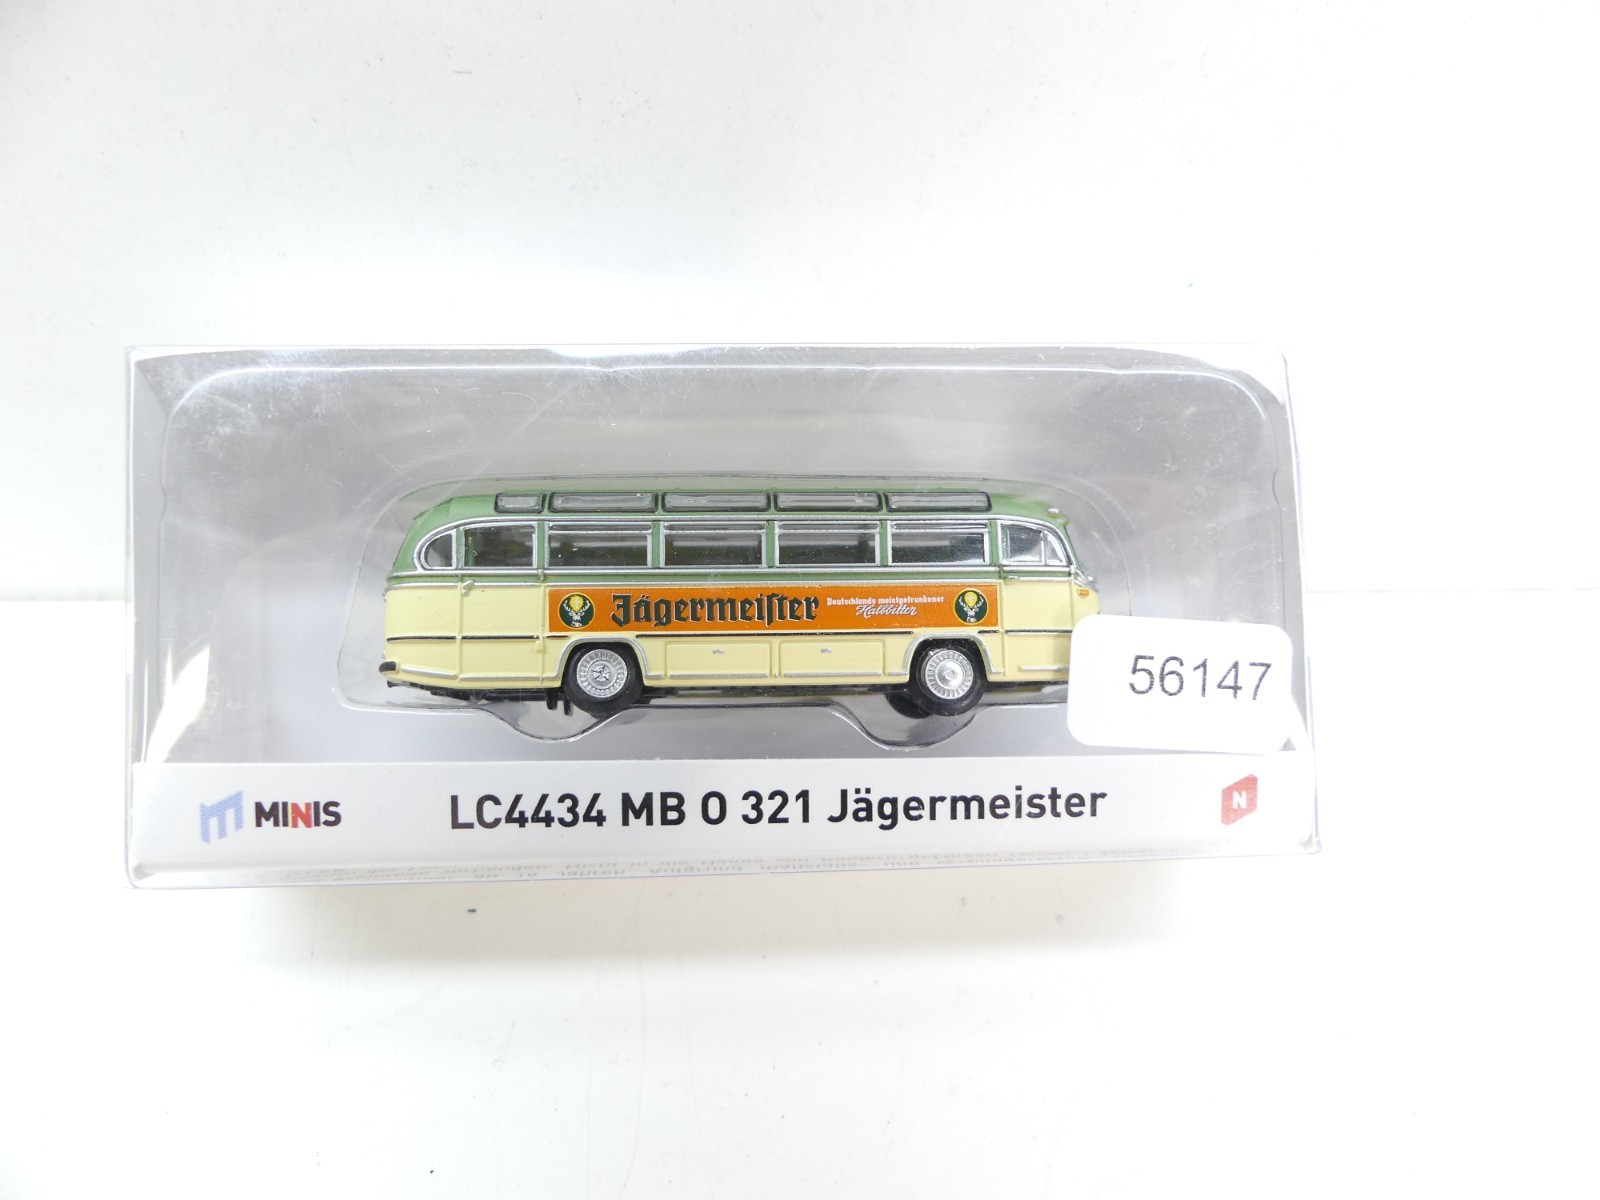 Jägermeiſter
Deutschlands meistgetrunkener
Halbbitter
56147
MINIS
LC4434 MB O 321 Jägermeister
N